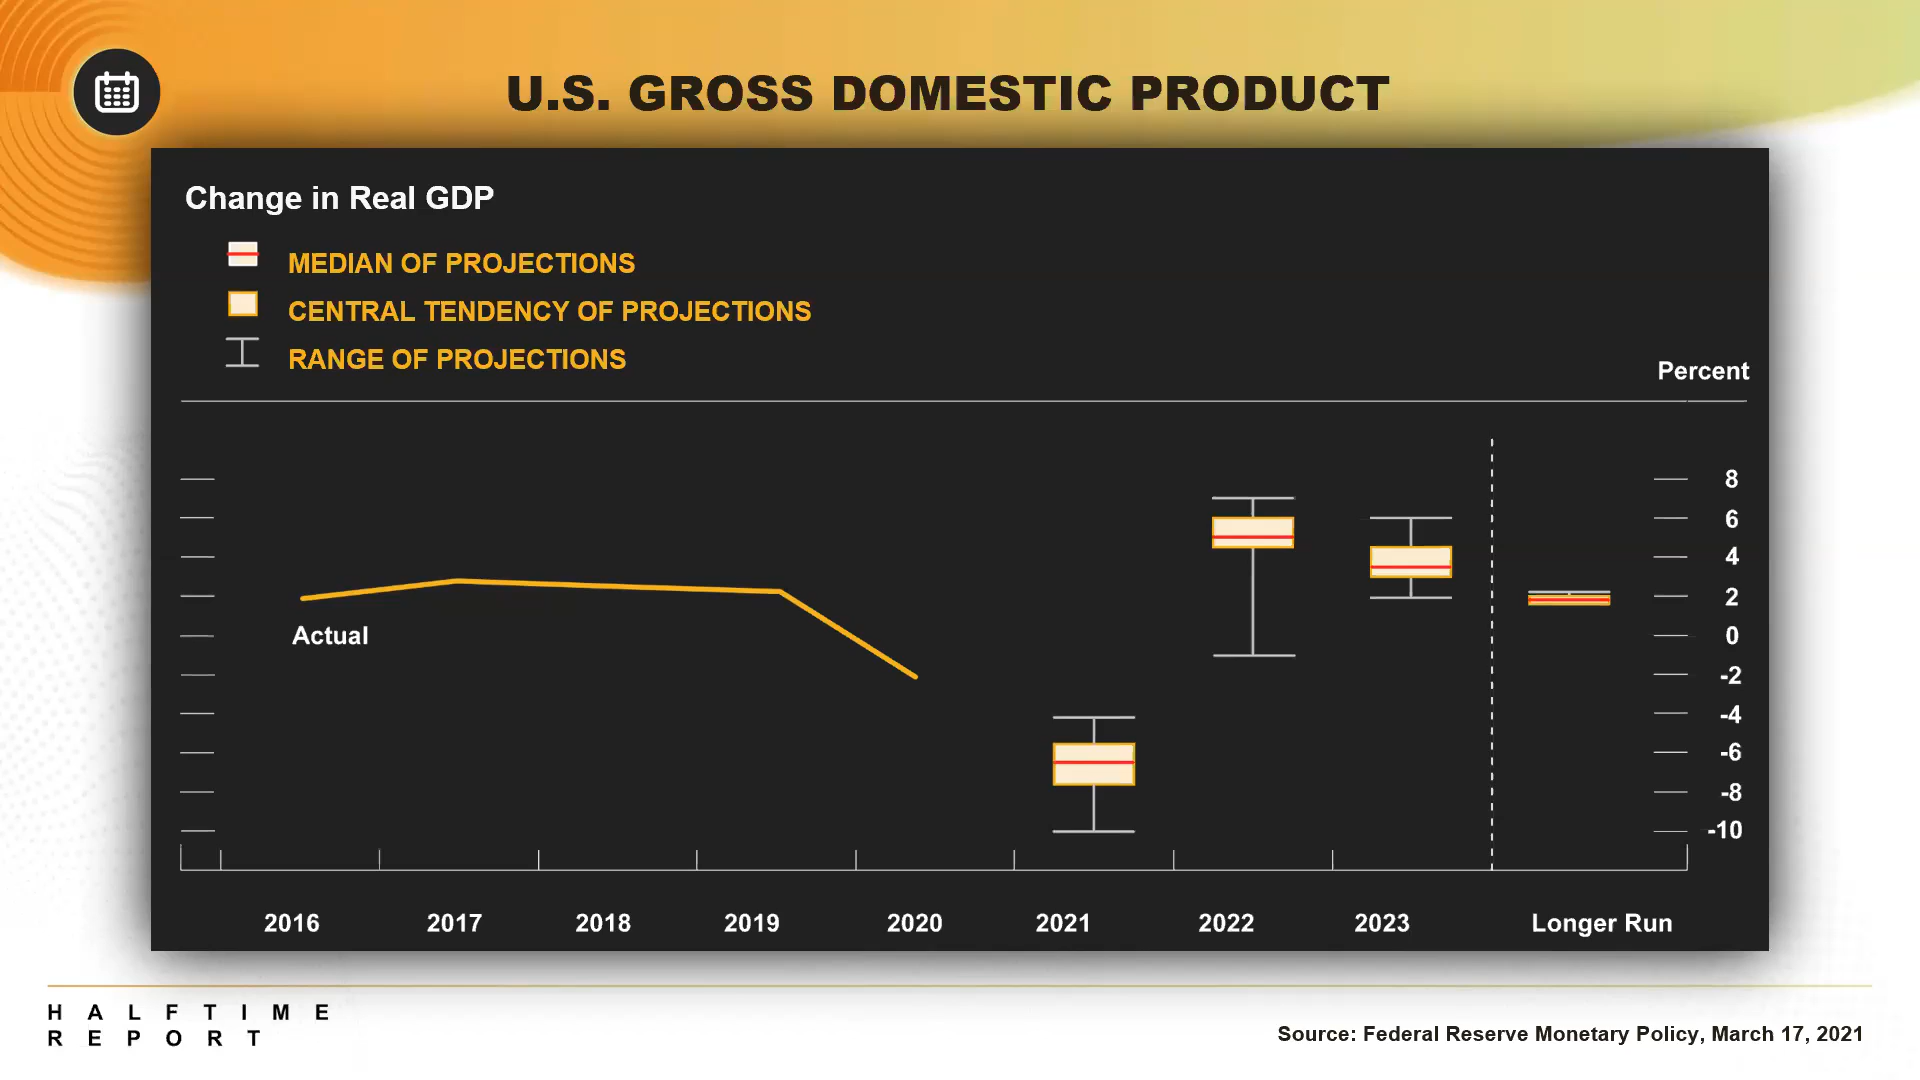 U.S. GROSS DOMESTIC PRODUCT
Change in Real GDP
MEDIAN OF PROJECTIONS
CENTRAL TENDENCY OF PROJECTIONS
RANGE OF PROJECTIONS
Percent
8
6
4
2
0
-2
-4
-6
-8
-10
Actual
2016 2017 2018 2019 2020 2021 2022 2023 Longer Run
HALFTIME
REPORT
Source: Federal Reserve Monetary Policy, March 17, 2021